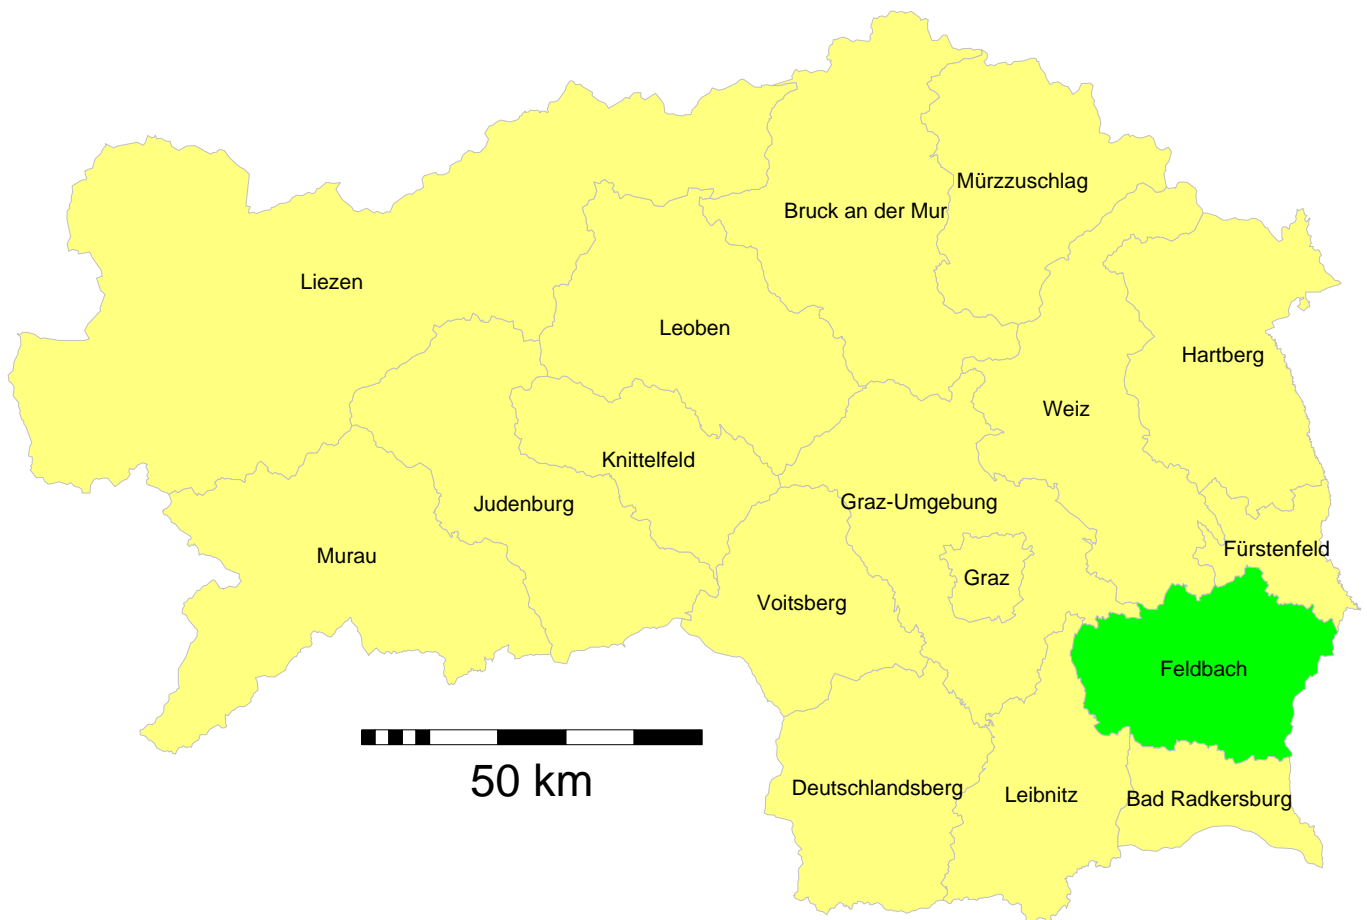 Mürzzuschlag
Bruck an der Mur
Liezen
Leoben
Hartberg
Weiz
Knittelfeld
Judenburg
Graz-Umgebung
Fürstenfeld
Murau
Graz
Voitsberg
Feldbach
50 km
Deutschlandsberg
Leibnitz
Bad Radkersburg